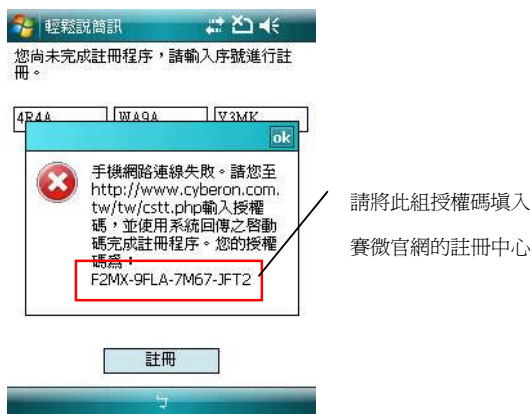 輕鬆說簡訊
您尚未完成註冊程序，請輸入序號進行註
冊。
4R4A WA9A V3MK
ok
手機網路連線失敗。請您至
http://www.cyberon.com.
tw/tw/cstt.php輸入授權
碼，並使用系統回傳之啓動
碼完成註冊程序。您的授權
碼爲：
F2MX-9FLA-7M67-JFT2
註冊
請將此組授權碼填入
賽微官網的註冊中心